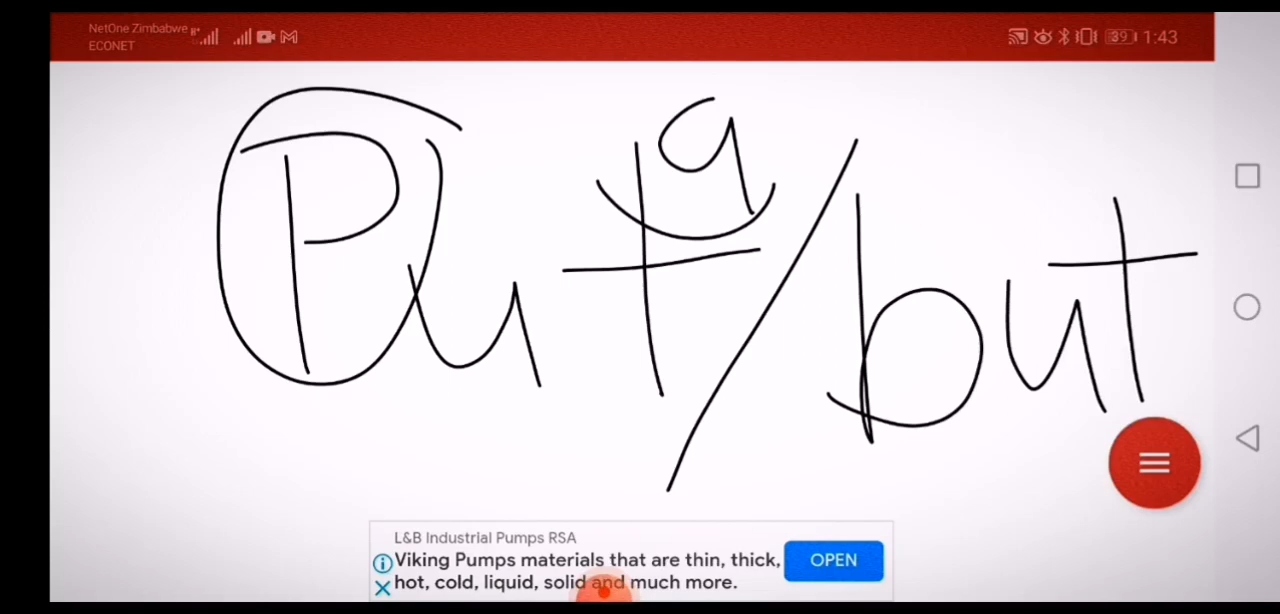 NetOne Zimbabwe
ECONET
39 1:43
a
Put/but
L&B Industrial Pumps RSA
Viking Pumps materials that are thin, thick,
hot, cold, liquid, solid and much more.
OPEN